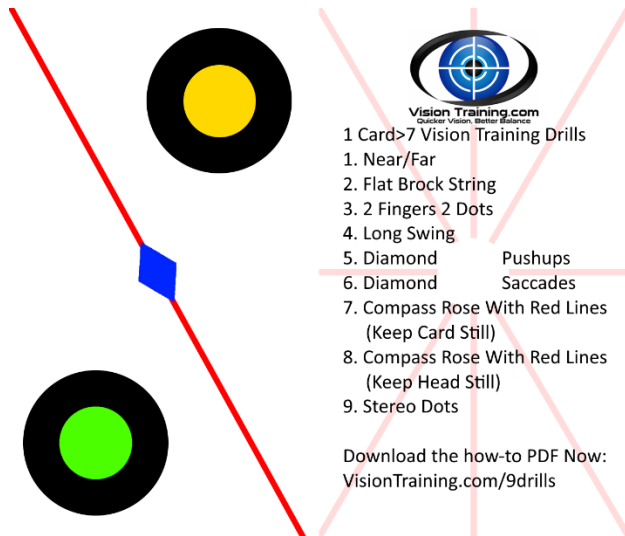 Vision Training.com
Quicker Vision, Better Balance
1 Card>7 Vision Training Drills
1. Near/Far
2. Flat Brock String
3. 2 Fingers 2 Dots
4. Long Swing
5. Diamond Pushups
6. Diamond Saccades
7. Compass Rose With Red Lines
(Keep Card Still)
8. Compass Rose With Red Lines
(Keep Head Still)
9. Stereo Dots
Download the how-to PDF Now:
VisionTraining.com/9drills